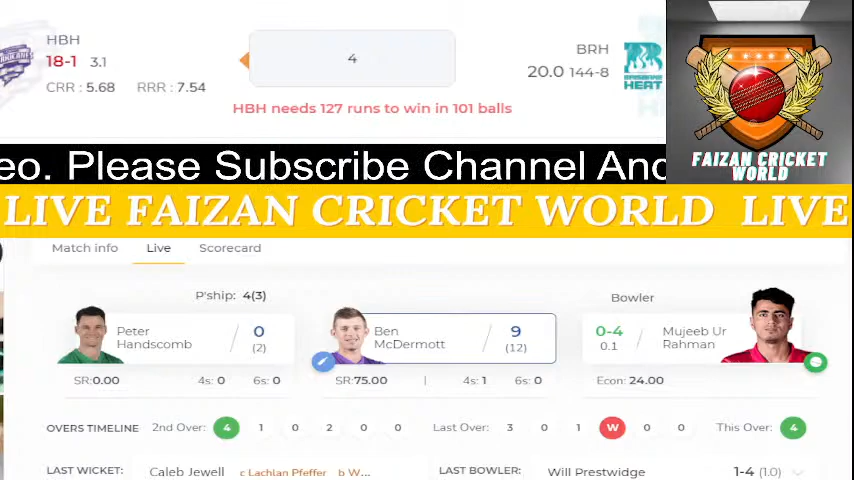 HBH
18-1 3.1
CRR : 5.68 RRR : 7.54
4
BRH
20.0 144-8
HEAT
HBH needs 127 runs to win in 101 balls
FAIZAN CRICKET
WORLD
eo. Please Subscribe Channel And
LIVE FAIZAN CRICKET WORLD LIVE
Match info Live Scorecard
P'ship: 4(3)
Bowler
Peter
Handscomb
0
(2)
Ben
McDermott
9
(12)
0-4
0.1
Mujeeb Ur
Rahman
SR:0.00 4s: 0 6s: 0
SR:75.00 | 4s: 1 6s: 0
Econ: 24.00
OVERS TIMELINE 2nd Over: 4 1 0 2 0 0 Last Over: 3 0 1 W 0 0 This Over: 4
LAST WICKET: Caleb Jewell c Lachlan Pfeffer b W...
LAST BOWLER: Will Prestwidge 1-4 (1.0)